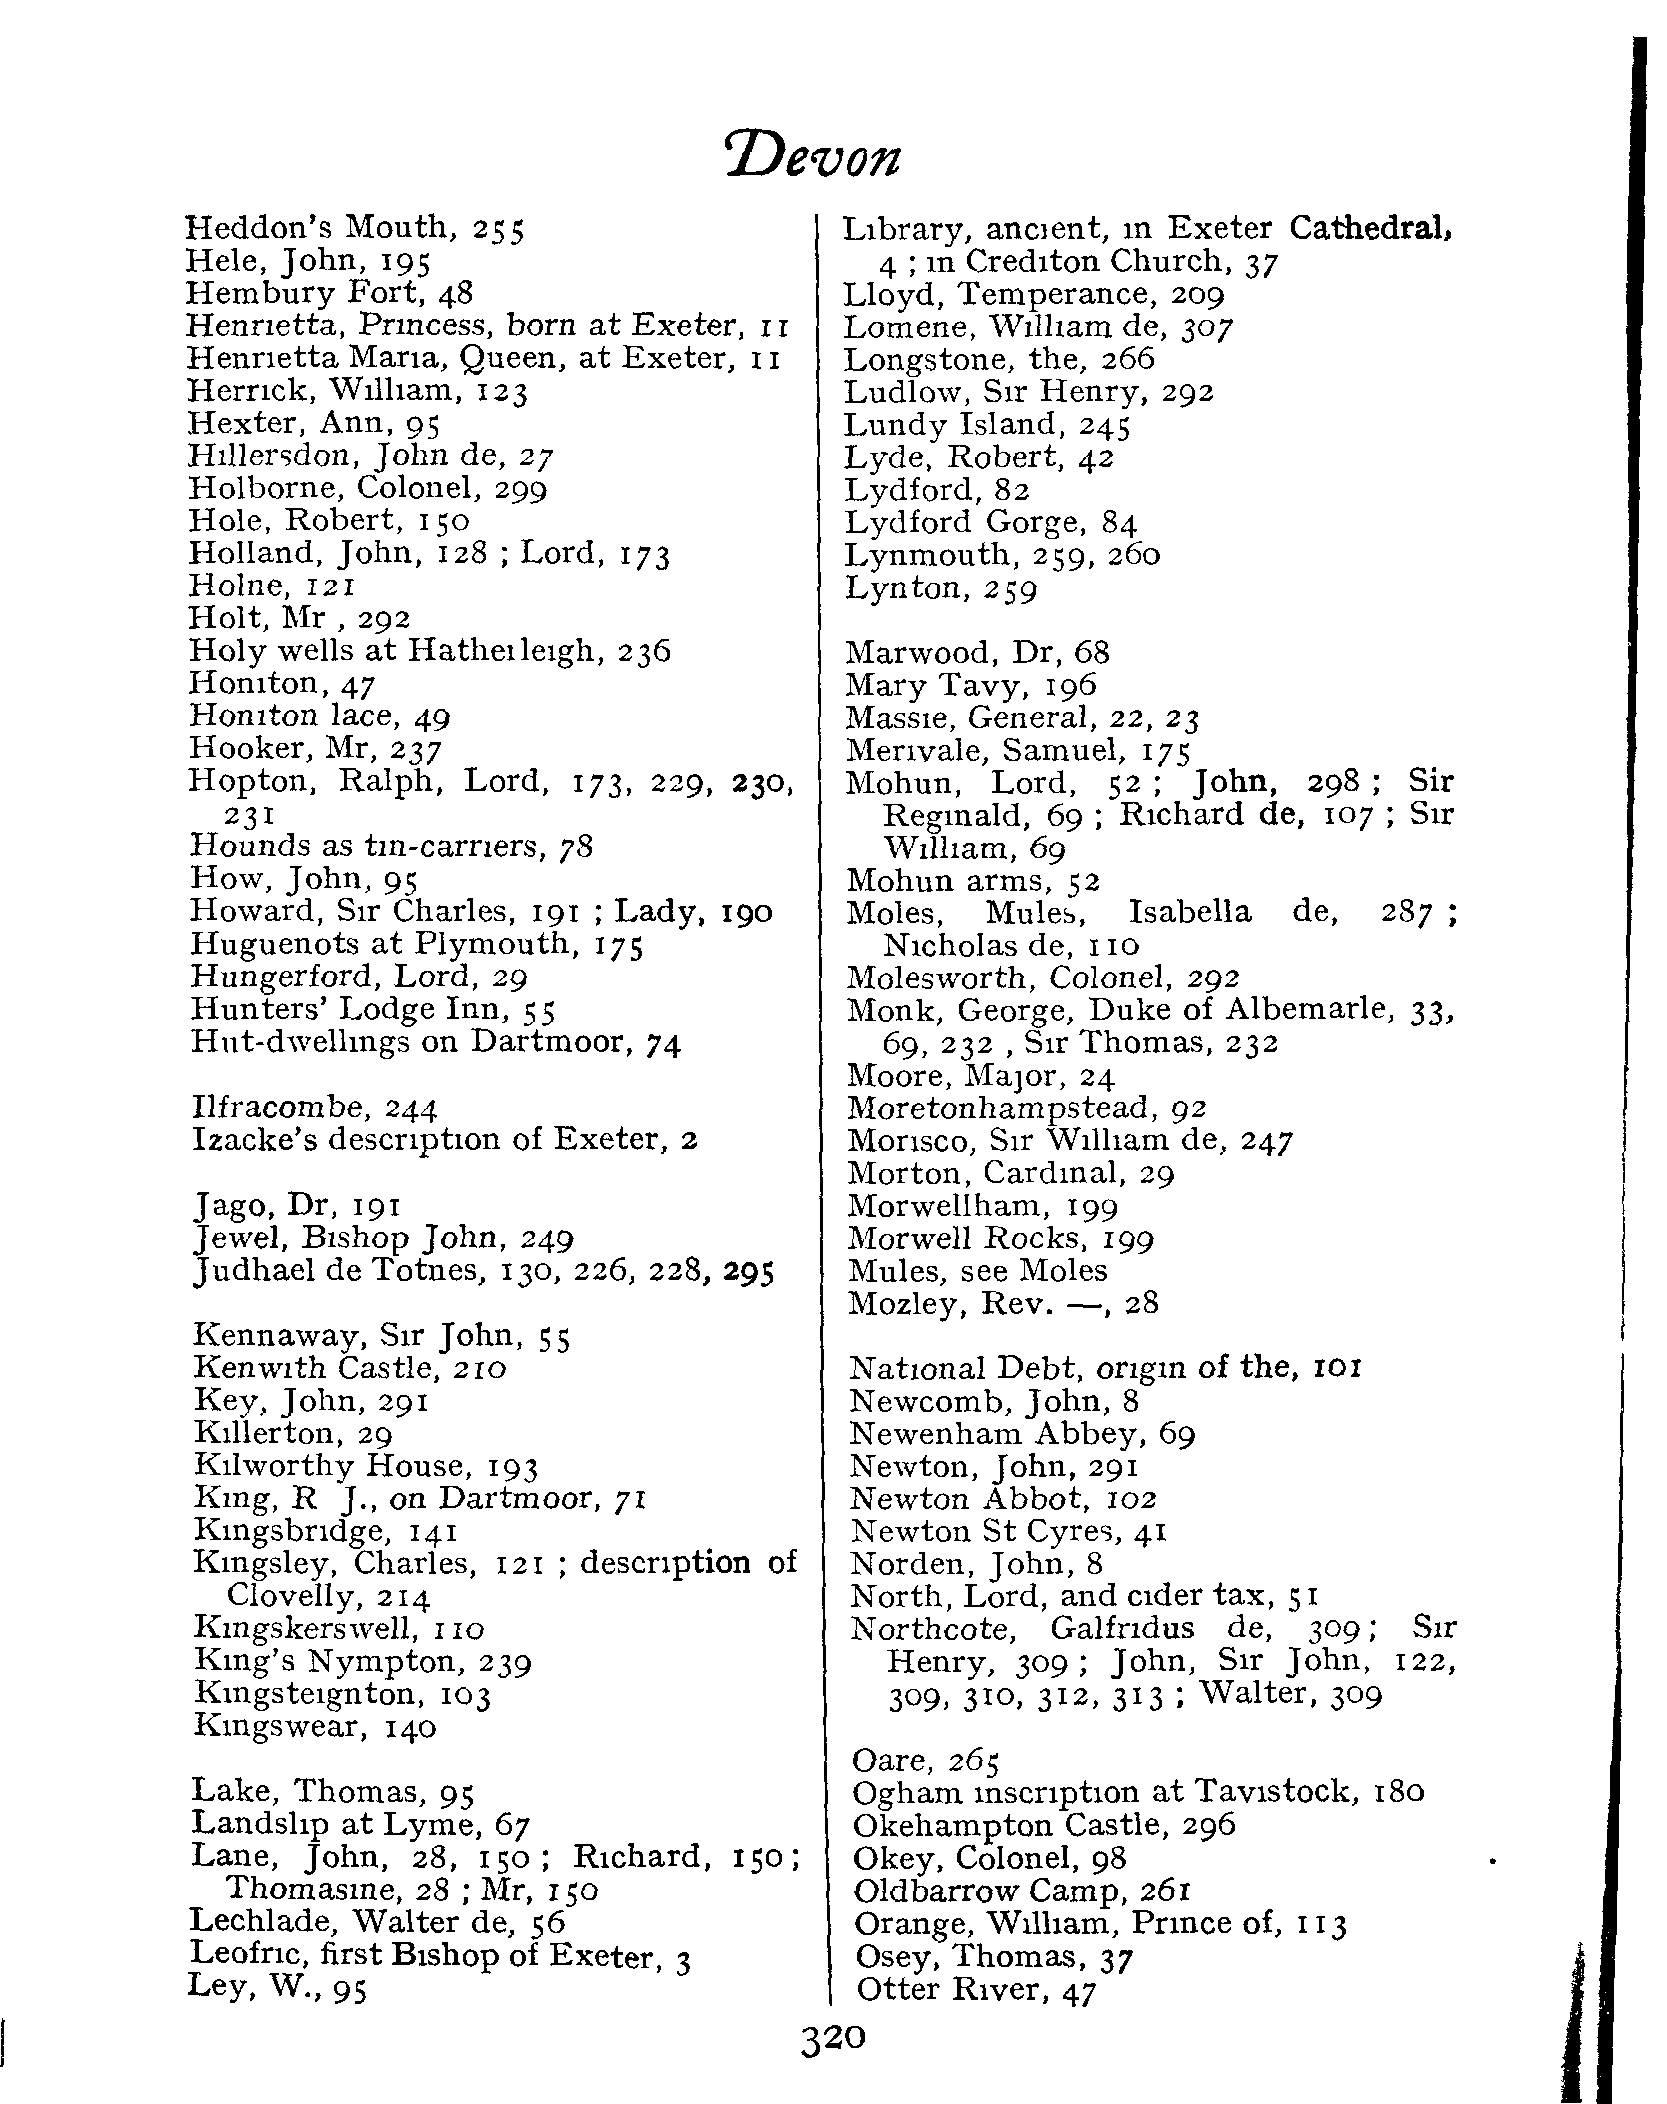 Devon
Heddon's Mouth, 255
Hele, John, 195
Hembury Fort, 48
Henrietta, Princess, born at Exeter, 11
Henrietta Maria, Queen, at Exeter, 11
Herrick, William, 123
Hexter, Ann, 95
Hillersdon, John de, 27
Holborne, Colonel, 299
Hole, Robert, 150
Holland, John, 128 ; Lord, 173
Holne, 121
Holt, Mr , 292
Holy wells at Hatherleigh, 236
Honiton, 47
Honiton lace, 49
Hooker, Mr, 237
Hopton, Ralph, Lord, 173, 229, 230,
231
Hounds as tin-carriers, 78
How, John, 95
Howard, Sir Charles, 191 ; Lady, 190
Huguenots at Plymouth, 175
Hungerford, Lord, 29
Hunters' Lodge Inn, 55
Hut-dwellings on Dartmoor, 74
Ilfracombe, 244
Izacke's description of Exeter, 2
Jago, Dr, 191
Jewel, Bishop John, 249
Judhael de Totnes, 130, 226, 228, 295
Kennaway, Sir John, 55
Kenwith Castle, 210
Key, John, 291
Killerton, 29
Kilworthy House, 193
King, R J., on Dartmoor, 71
Kingsbridge, 141
Kingsley, Charles, 121 ; description of
Clovelly, 214
Kingskerswell, 110
King's Nympton, 239
Kingsteignton, 103
Kingswear, 140
Lake, Thomas, 95
Landslip at Lyme, 67
Lane, John, 28, 150 ; Richard, 150 ;
Thomasine, 28 ; Mr, 150
Lechlade, Walter de, 56
Leofric, first Bishop of Exeter, 3
Ley, W., 95
Library, ancient, in Exeter Cathedral,
4 ; in Crediton Church, 37
Lloyd, Temperance, 209
Lomene, William de, 307
Longstone, the, 266
Ludlow, Sir Henry, 292
Lundy Island, 245
Lyde, Robert, 42
Lydford, 82
Lydford Gorge, 84
Lynmouth, 259, 260
Lynton, 259
Marwood, Dr, 68
Mary Tavy, 196
Massie, General, 22, 23
Merivale, Samuel, 175
Mohun, Lord, 52 ; John, 298 ; Sir
Reginald, 69 ; Richard de, 107 ; Sir
William, 69
Mohun arms, 52
Moles, Mules, Isabella de, 287 ;
Nicholas de, 110
Molesworth, Colonel, 292
Monk, George, Duke of Albemarle, 33,
69, 232 , Sir Thomas, 232
Moore, Major, 24
Moretonhampstead, 92
Morisco, Sir William de, 247
Morton, Cardinal, 29
Morwellham, 199
Morwell Rocks, 199
Mules, see Moles
Mozley, Rev. —, 28
National Debt, origin of the, 101
Newcomb, John, 8
Newenham Abbey, 69
Newton, John, 291
Newton Abbot, 102
Newton St Cyres, 41
Norden, John, 8
North, Lord, and cider tax, 51
Northcote, Galfridus de, 309 ; Sir
Henry, 309 ; John, Sir John, 122,
309, 310, 312, 313 ; Walter, 309
Oare, 265
Ogham inscription at Tavistock, 180
Okehampton Castle, 296
Okey, Colonel, 98
Oldbarrow Camp, 261
Orange, William, Prince of, 113
Osey, Thomas, 37
Otter River, 47
320